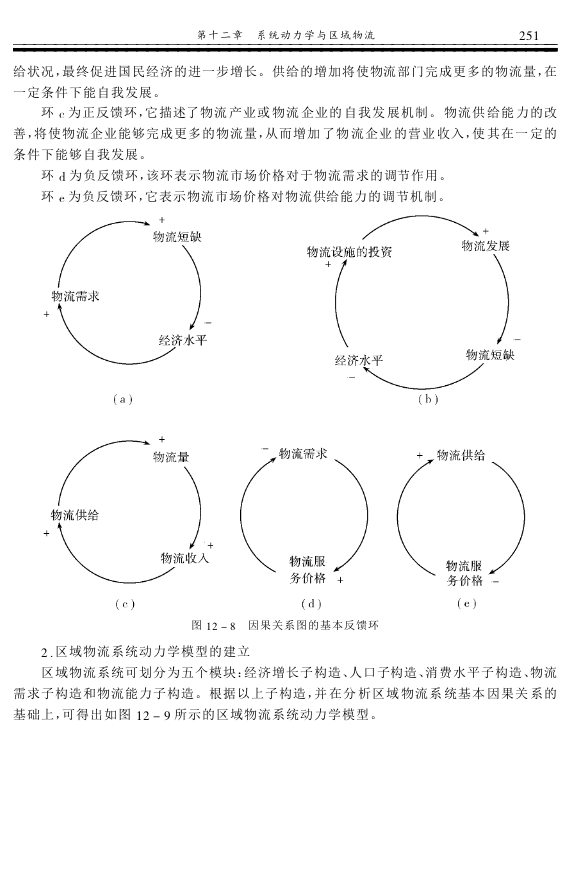 第十二章 系统动力学与区域物流 251
给状况,最终促进国民经济的进一步增长。供给的增加将使物流部门完成更多的物流量,在
一定条件下能自我发展。
环 c 为正反馈环,它描述了物流产业或物流企业的自我发展机制。物流供给能力的改
善,将使物流企业能够完成更多的物流量,从而增加了物流企业的营业收入,使其在一定的
条件下能够自我发展。
环 d 为负反馈环,该环表示物流市场价格对于物流需求的调节作用。
环 e 为负反馈环,它表示物流市场价格对物流供给能力的调节机制。
+
物流短缺
物流需求
+
−
经济水平
(a)
物流设施的投资
+
+
物流发展
−
物流短缺
经济水平
−
(b)
+
物流量
物流供给
+
+
物流收入
(c)
− 物流需求
物流服
务价格 +
(d)
+ 物流供给
物流服
务价格 −
(e)
图 12－8 因果关系图的基本反馈环
2.区域物流系统动力学模型的建立
区域物流系统可划分为五个模块:经济增长子构造、人口子构造、消费水平子构造、物流
需求子构造和物流能力子构造。根据以上子构造,并在分析区域物流系统基本因果关系的
基础上,可得出如图 12－9 所示的区域物流系统动力学模型。